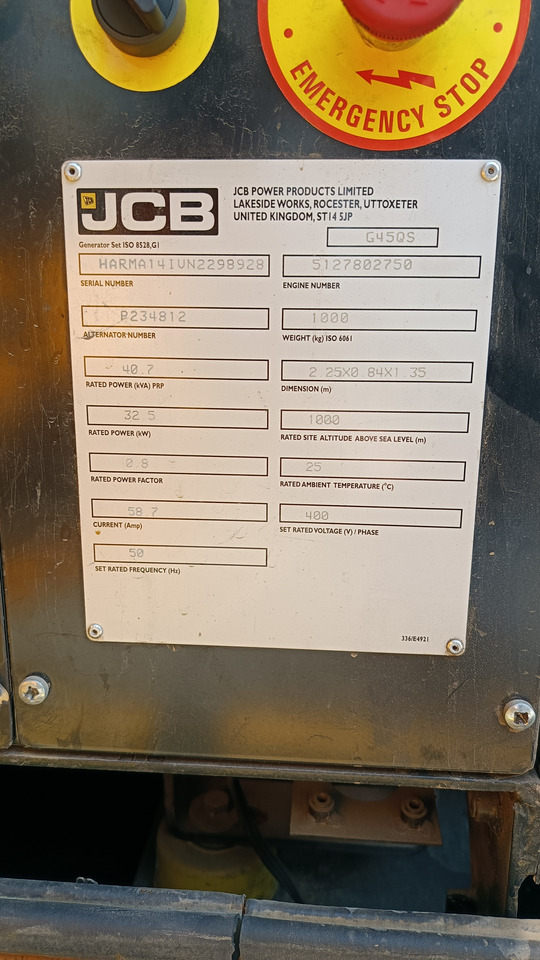 EMERGENCY STOP
JCB
JCB POWER PRODUCTS LIMITED
LAKESIDE WORKS, ROCESTER, UTTOXETER
UNITED KINGDOM, ST14 5JP
Generator Set ISO 8528,G1
G45QS
HARMA14IVN2298928
SERIAL NUMBER
5127802750
ENGINE NUMBER
P234812
ALTERNATOR NUMBER
1000
WEIGHT (kg) ISO 6061
40.7
RATED POWER (kVA) PRP
2.25X0.84X1.35
DIMENSION (m)
32.5
RATED POWER (kW)
1000
RATED SITE ALTITUDE ABOVE SEA LEVEL (m)
0.8
RATED POWER FACTOR
25
RATED AMBIENT TEMPERATURE (°C)
58.7
CURRENT (Amp)
400
SET RATED VOLTAGE (V) / PHASE
50
SET RATED FREQUENCY (Hz)
336/E4921